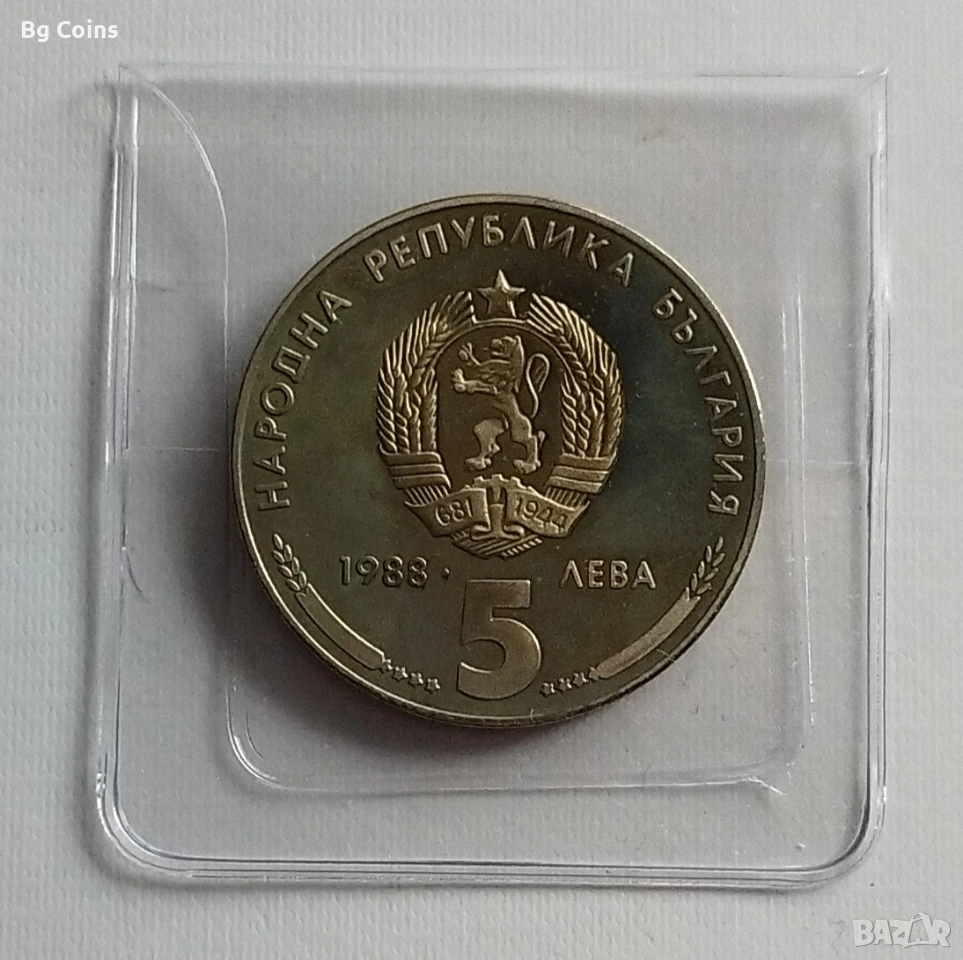 Bg Coins
НАРОДНА РЕПУБЛИКА БЪЛГАРИЯ
681 1944
1988 · ЛЕВА
5
BAZAR